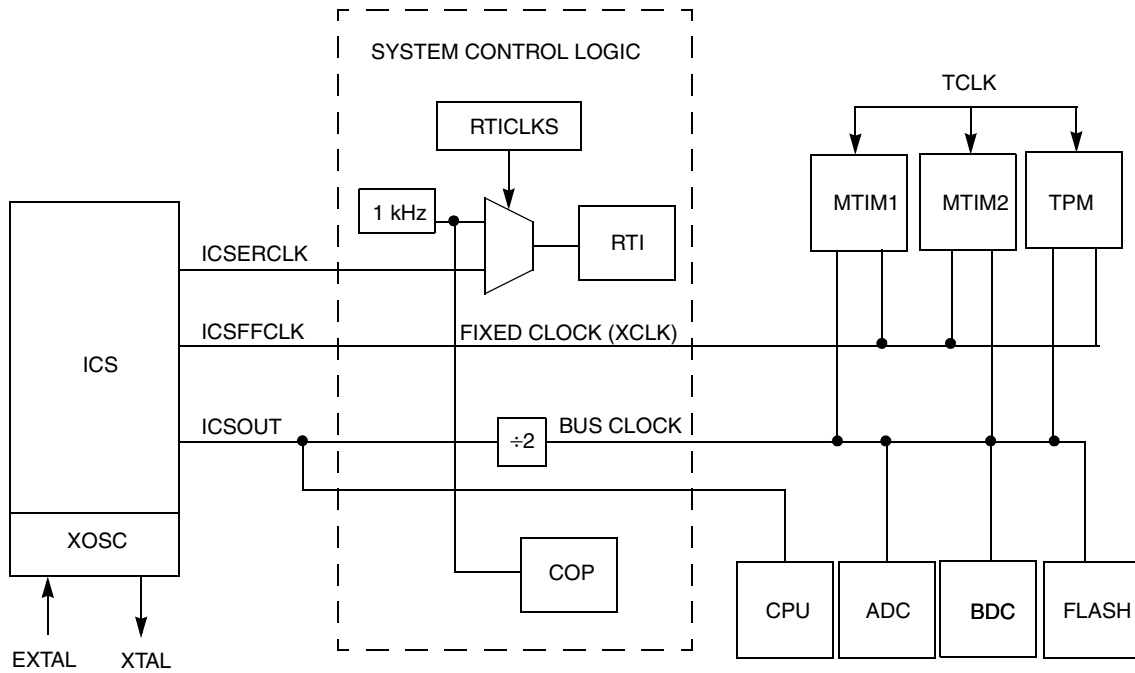 SYSTEM CONTROL LOGIC
TCLK
RTICLKS
1 kHz
MTIM1
MTIM2
TPM
RTI
ICSERCLK
ICSFFCLK
FIXED CLOCK (XCLK)
ICS
ICSOUT
÷2
BUS CLOCK
XOSC
COP
CPU
ADC
BDC
FLASH
EXTAL
XTAL